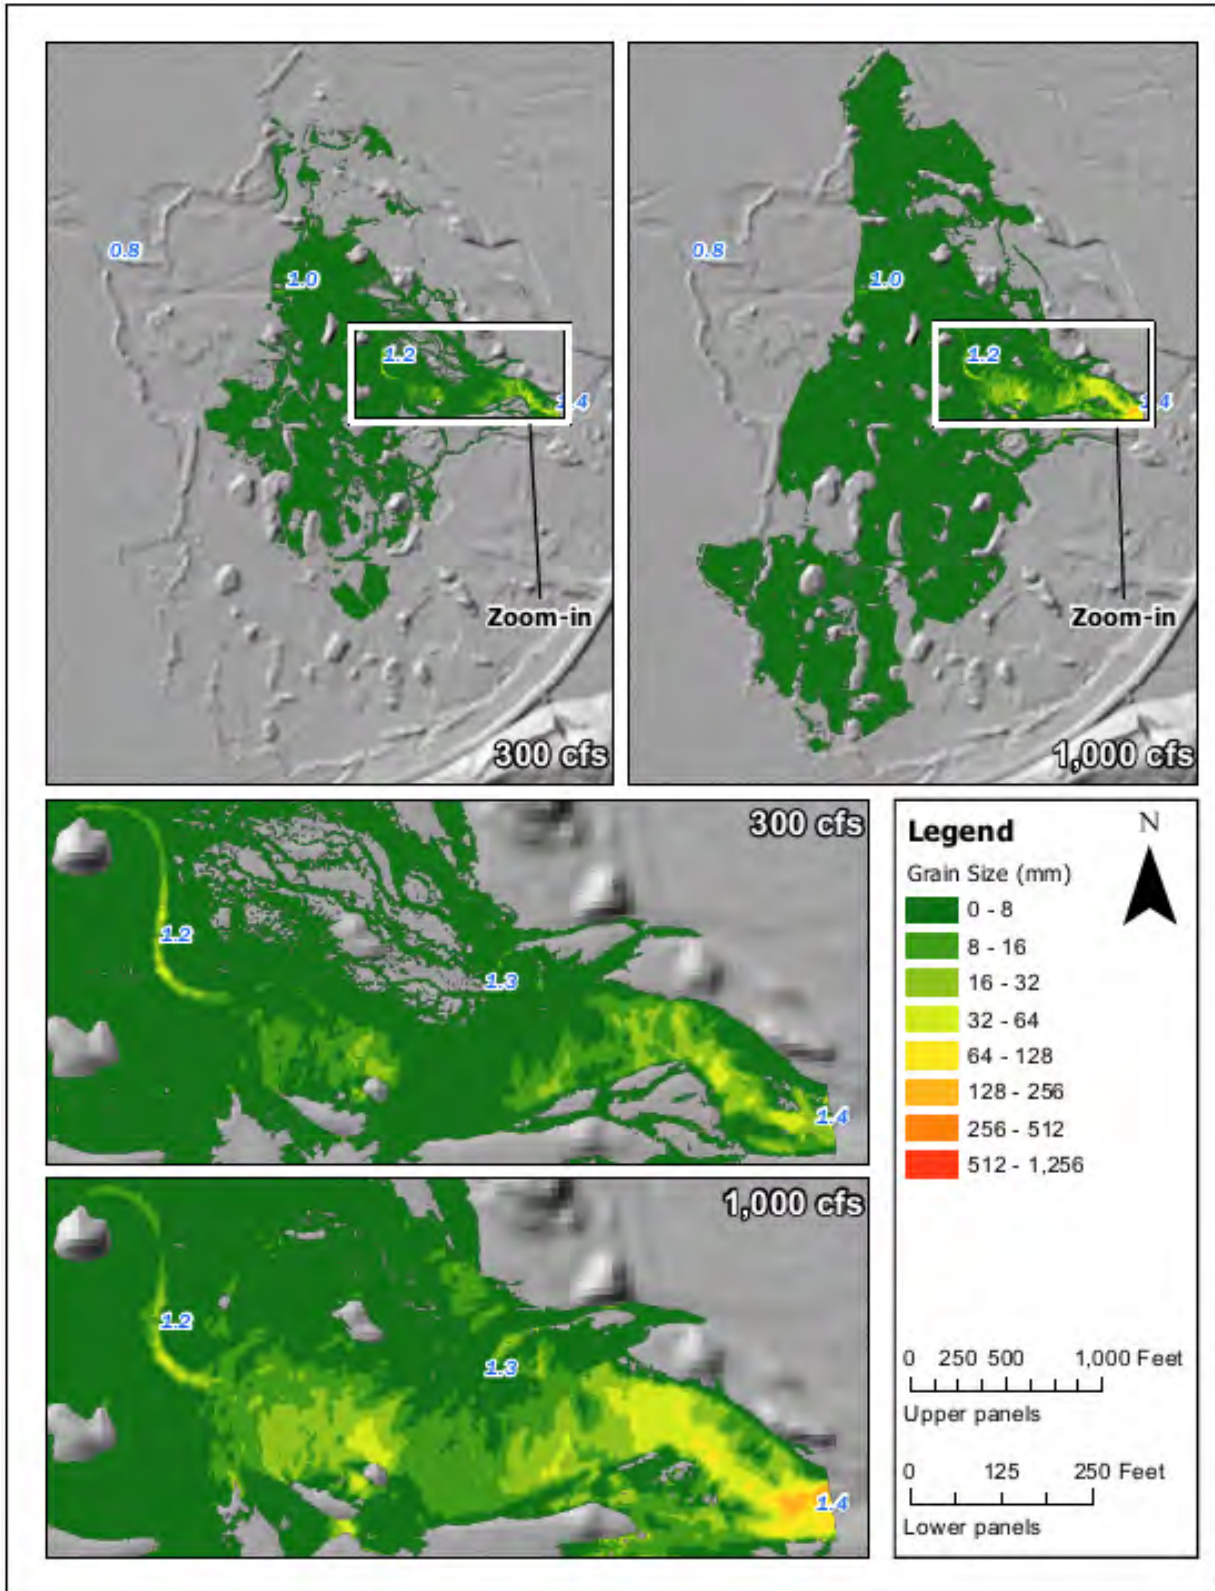 0.8
1.0
1.2
1.4
Zoom-in
300 cfs
0.8
1.0
1.2
1.4
Zoom-in
1,000 cfs
300 cfs
1.2
1.3
1.4
1,000 cfs
1.2
1.3
1.4
Legend
N
Grain Size (mm)
0 - 8
8 - 16
16 - 32
32 - 64
64 - 128
128 - 256
256 - 512
512 - 1,256
0 250 500 1,000 Feet
Upper panels
0 125 250 Feet
Lower panels